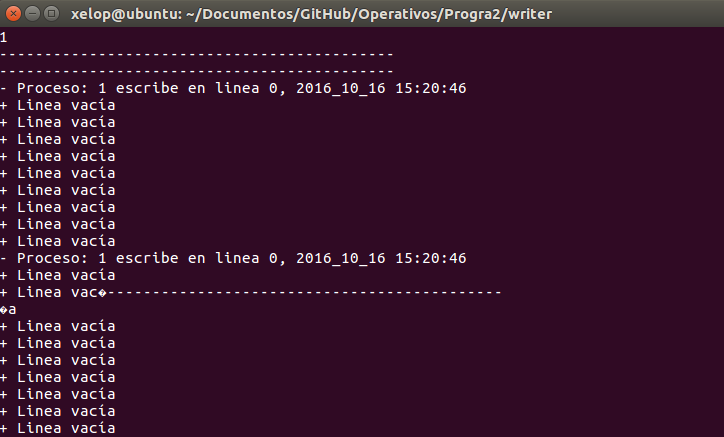 xelop@ubuntu: ~/Documentos/GitHub/Operativos/Progra2/writer
1
--------------------------------------------
--------------------------------------------
- Proceso: 1 escribe en linea 0, 2016_10_16 15:20:46
+ Linea vacía
+ Linea vacía
+ Linea vacía
+ Linea vacía
+ Linea vacía
+ Linea vacía
+ Linea vacía
+ Linea vacía
+ Linea vacía
- Proceso: 1 escribe en linea 0, 2016_10_16 15:20:46
+ Linea vacía
+ Linea vac�--------------------------------------------
�a
+ Linea vacía
+ Linea vacía
+ Linea vacía
+ Linea vacía
+ Linea vacía
+ Linea vacía
+ Linea vacía